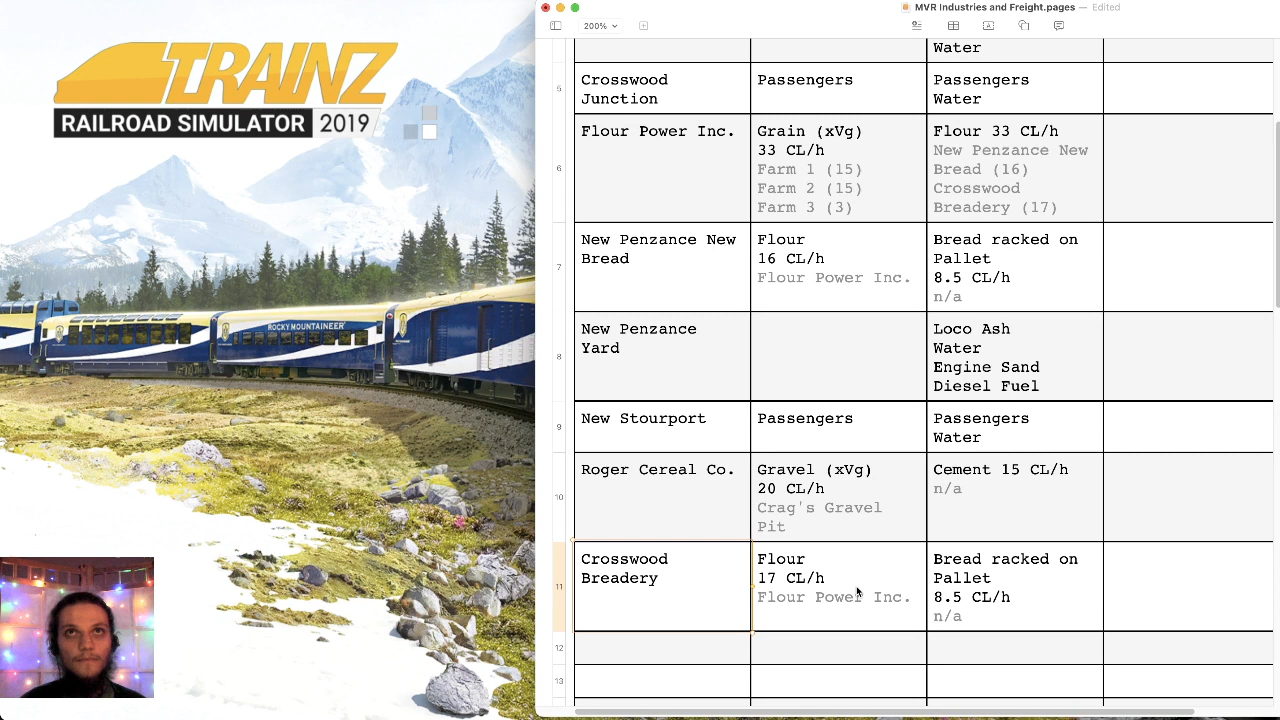 TRAINZ
RAILROAD SIMULATOR 2019
ROCKY MOUNTAINEER
MVR Industries and Freight.pages — Edited
200%
Water
5
Crosswood
Junction
Passengers
Passengers
Water
6
Flour Power Inc.
Grain (xVg)
33 CL/h
Farm 1 (15)
Farm 2 (15)
Farm 3 (3)
Flour 33 CL/h
New Penzance New
Bread (16)
Crosswood
Breadery (17)
7
New Penzance New
Bread
Flour
16 CL/h
Flour Power Inc.
Bread racked on
Pallet
8.5 CL/h
n/a
8
New Penzance
Yard
Loco Ash
Water
Engine Sand
Diesel Fuel
9
New Stourport
Passengers
Passengers
Water
10
Roger Cereal Co.
Gravel (xVg)
20 CL/h
Crag's Gravel
Pit
Cement 15 CL/h
n/a
11
Crosswood
Breadery
Flour
17 CL/h
Flour Power Inc.
Bread racked on
Pallet
8.5 CL/h
n/a
12
13